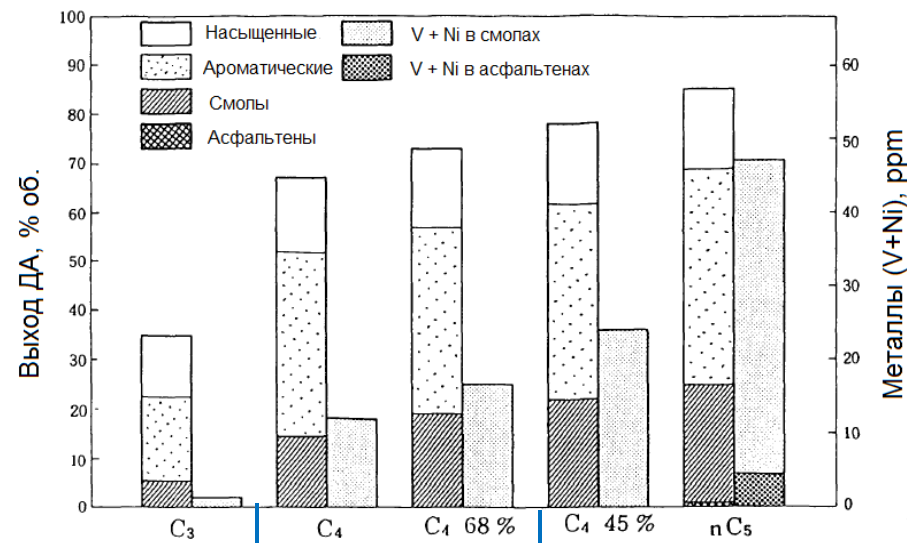 100
90
80
70
60
50
40
30
20
10
0
Выход ДА, % об.
Насыщенные
Ароматические
Смолы
Асфальтены
V + Ni в смолах
V + Ni в асфальтенах
60
50
40
30
20
10
0
Металлы (V+Ni), ppm
C₃
C₄
C₄ 68 %
C₄ 45 %
n C₅